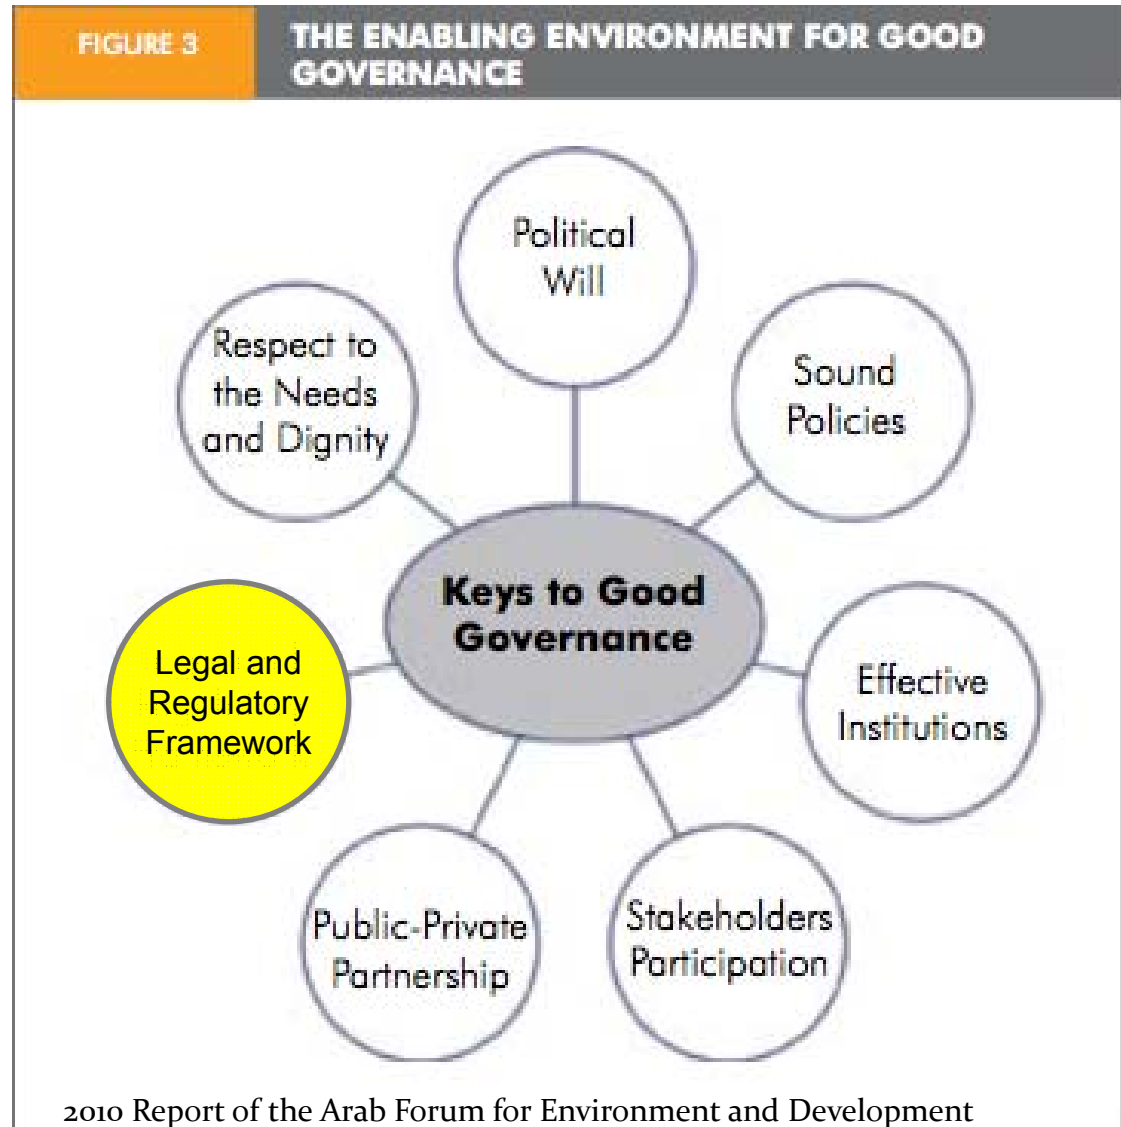 FIGURE 3
THE ENABLING ENVIRONMENT FOR GOOD
GOVERNANCE
Political
Will
Respect to
the Needs
and Dignity
Sound
Policies
Keys to Good
Governance
Legal and
Regulatory
Framework
Effective
Institutions
Public-Private
Partnership
Stakeholders
Participation
2010 Report of the Arab Forum for Environment and Development